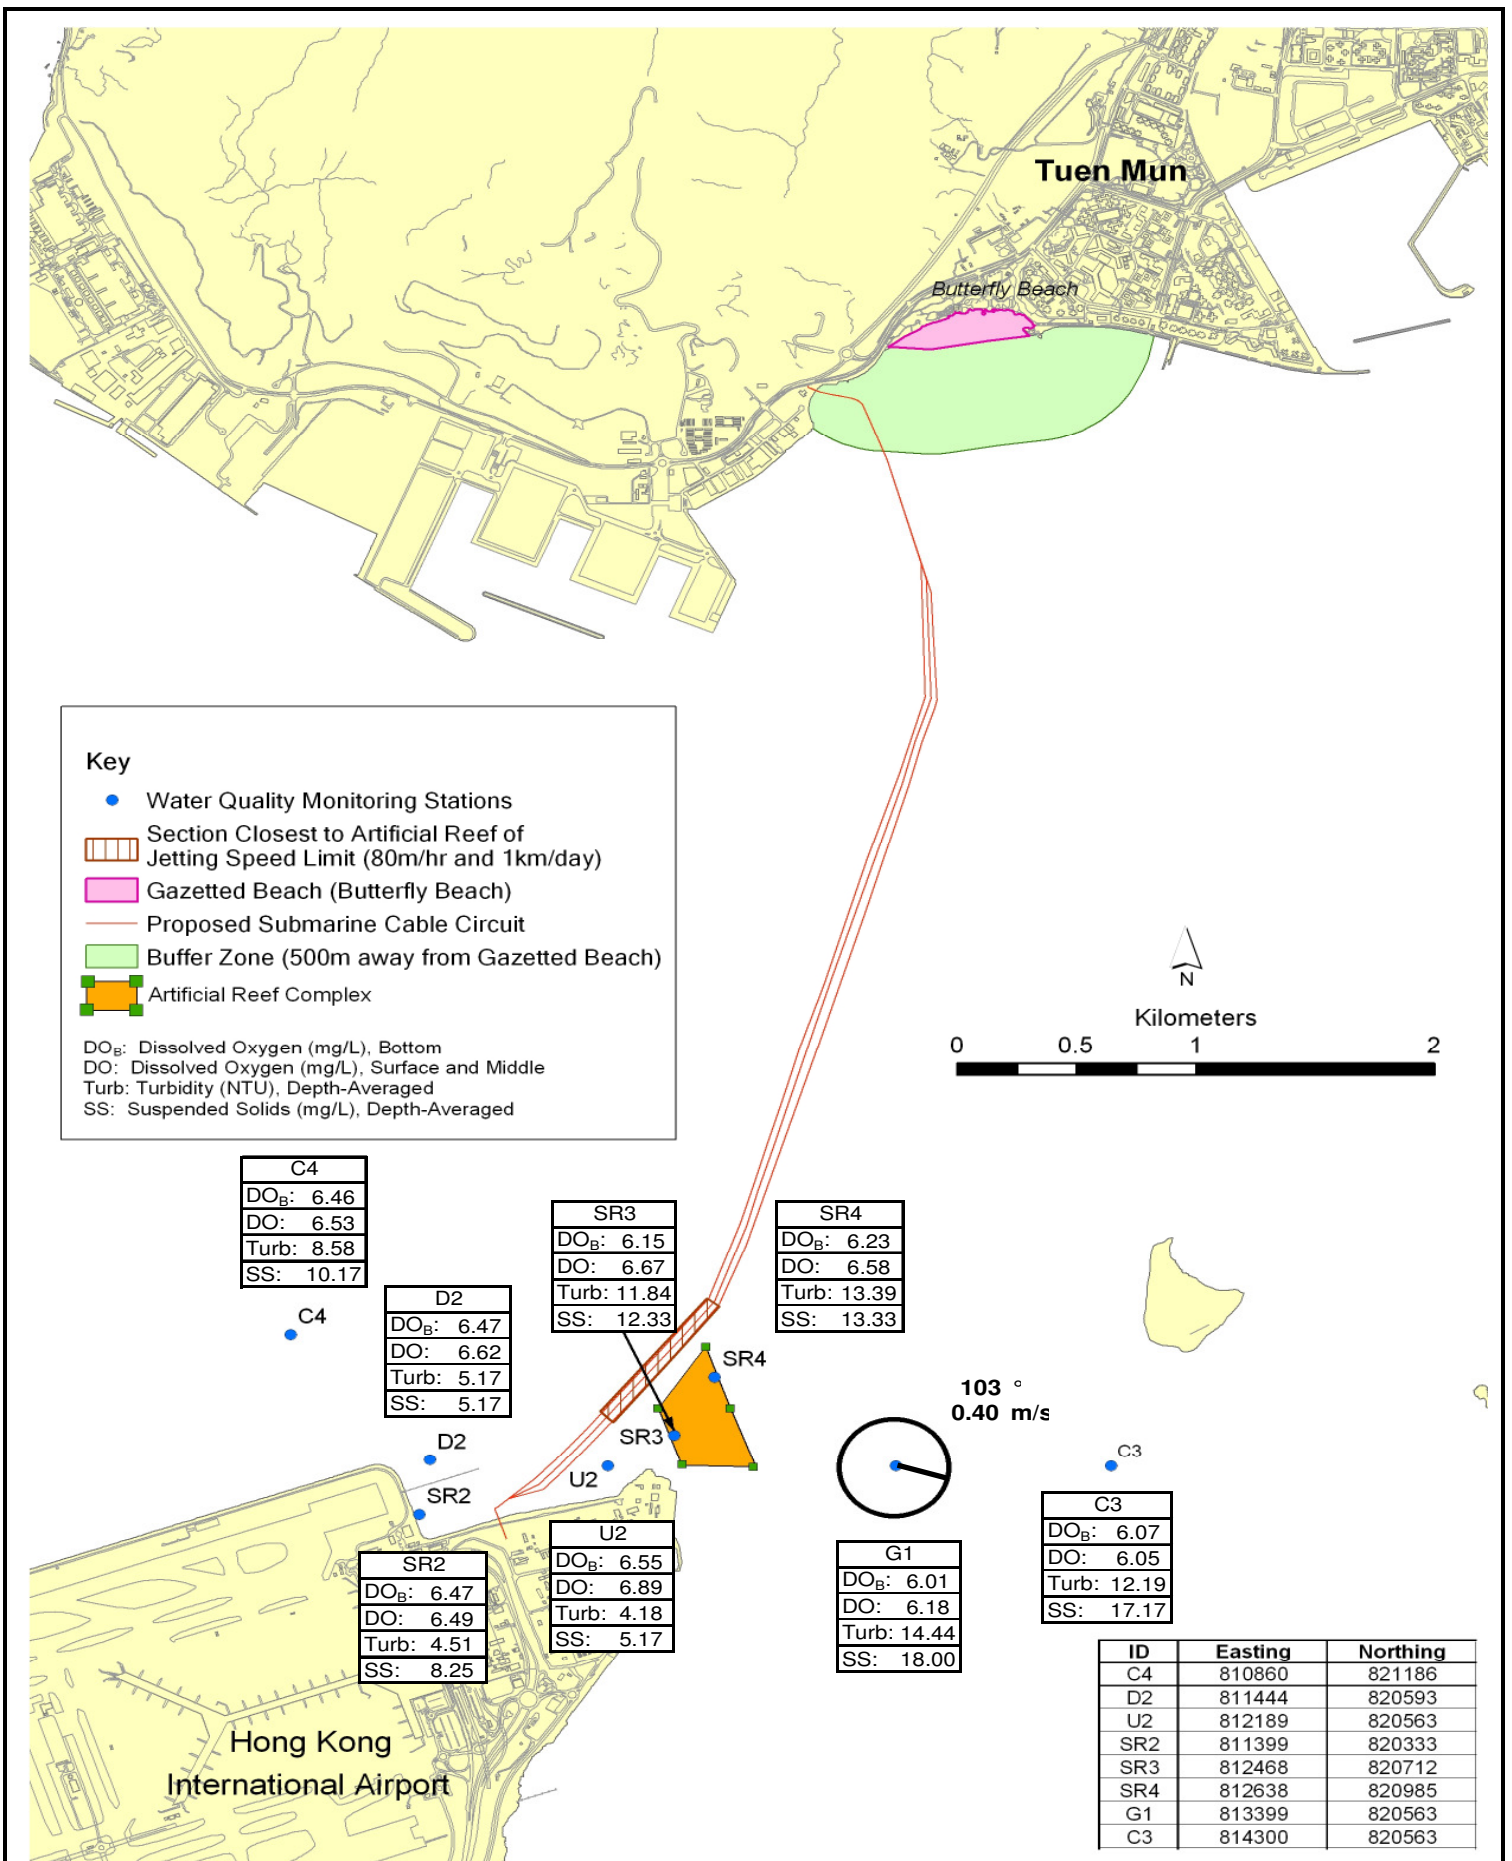 Tuen Mun
Butterfly Beach
Key
Water Quality Monitoring Stations
Section Closest to Artificial Reef of
Jetting Speed Limit (80m/hr and 1km/day)
Gazetted Beach (Butterfly Beach)
Proposed Submarine Cable Circuit
Buffer Zone (500m away from Gazetted Beach)
Artificial Reef Complex
DOB: Dissolved Oxygen (mg/L), Bottom
DO: Dissolved Oxygen (mg/L), Surface and Middle
Turb: Turbidity (NTU), Depth-Averaged
SS: Suspended Solids (mg/L), Depth-Averaged
N
Kilometers
0 0.5 1 2
C4
DOB: 6.46
DO: 6.53
Turb: 8.58
SS: 10.17
C4
D2
DOB: 6.47
DO: 6.62
Turb: 5.17
SS: 5.17
D2
SR3
DOB: 6.15
DO: 6.67
Turb: 11.84
SS: 12.33
SR3
SR4
DOB: 6.23
DO: 6.58
Turb: 13.39
SS: 13.33
SR4
103 °
0.40 m/s
C3
C3
DOB: 6.07
DO: 6.05
Turb: 12.19
SS: 17.17
U2
SR2
SR2
DOB: 6.47
DO: 6.49
Turb: 4.51
SS: 8.25
U2
DOB: 6.55
DO: 6.89
Turb: 4.18
SS: 5.17
G1
DOB: 6.01
DO: 6.18
Turb: 14.44
SS: 18.00
Hong Kong
International Airport
ID Easting Northing
C4 810860 821186
D2 811444 820593
U2 812189 820563
SR2 811399 820333
SR3 812468 820712
SR4 812638 820985
G1 813399 820563
C3 814300 820563